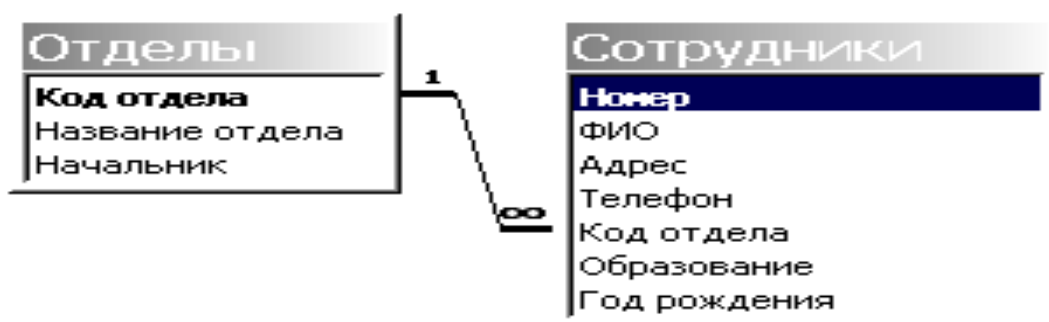 Отделы
Код отдела
Название отдела
Начальник
1
∞
Сотрудники
Номер
ФИО
Адрес
Телефон
Код отдела
Образование
Год рождения